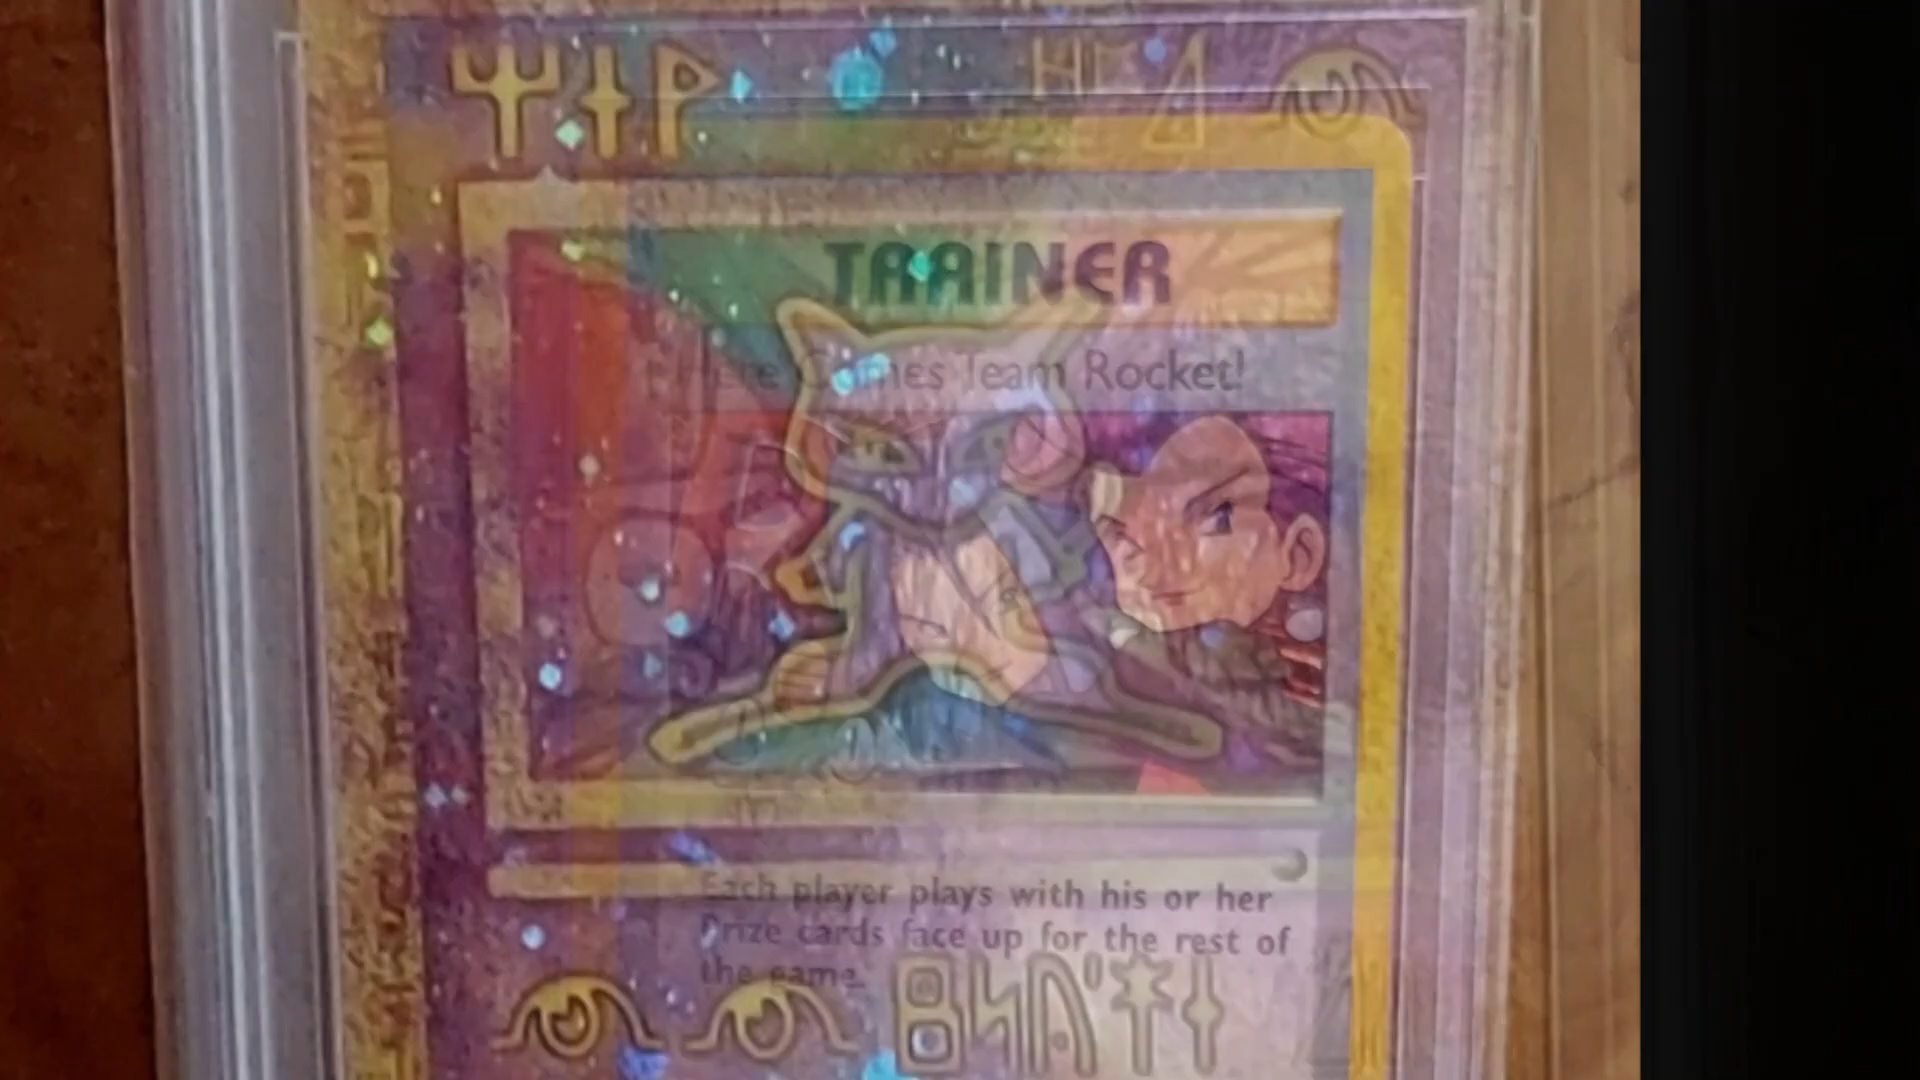 TRAINER
Here Comes Team Rocket!
Each player plays with his or her
Prize cards face up for the rest of
the game.